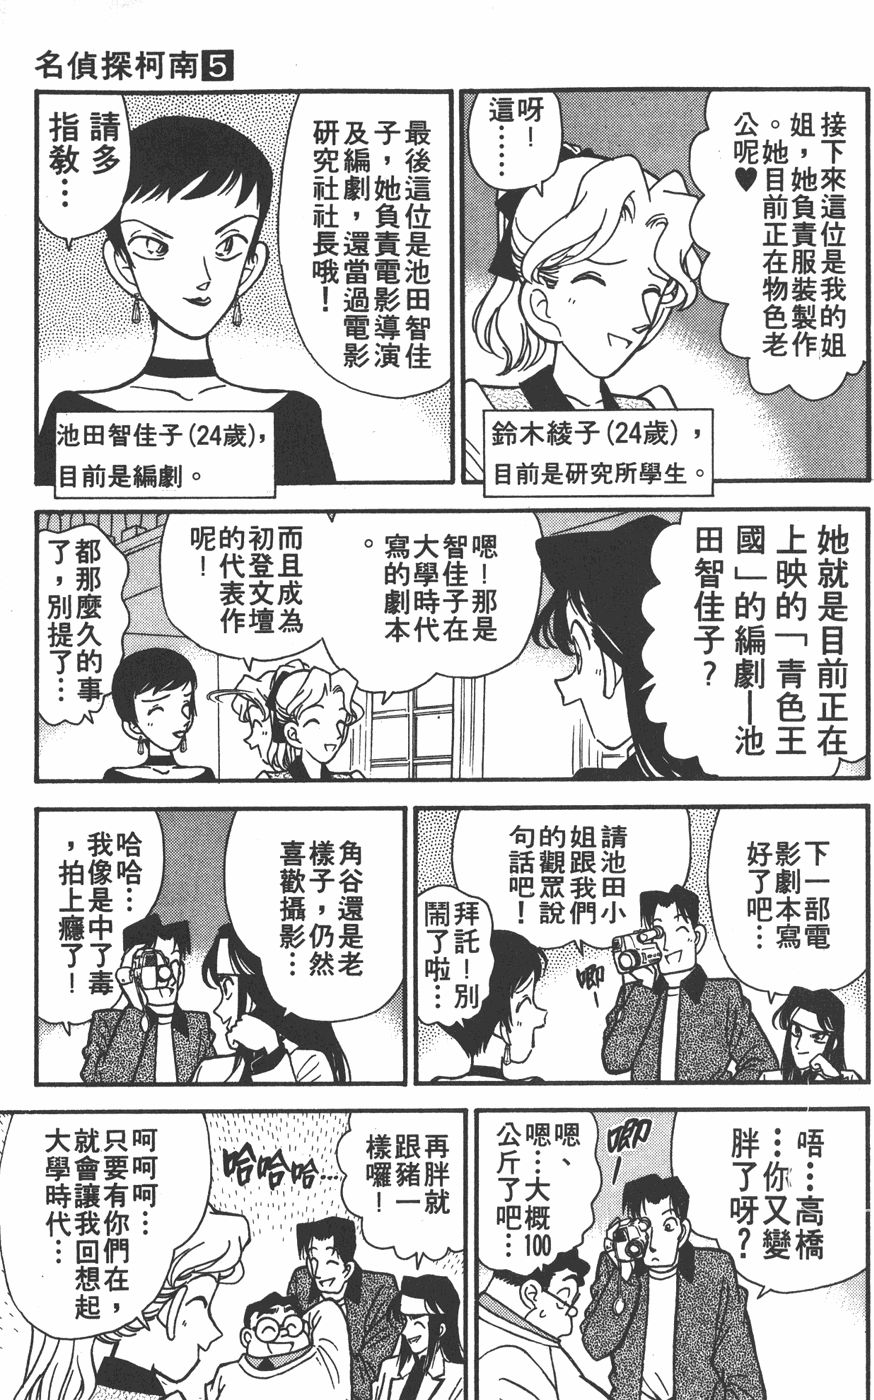 名偵探柯南5
接下來這位是我的姐
姐，她負責服裝製作
。她目前正在物色老
公呢♥
呀！
這……
鈴木綾子(24歲)，
目前是研究所學生。
最後這位是池田智佳
子，她負責電影導演
及編劇，還當過電影
研究社社長哦！
請多
指教…
池田智佳子(24歲)，
目前是編劇。
她就是目前正在
上映的「青色王
國」的編劇—池
田智佳子？
嗯！那是
智佳子在
大學時代
寫的劇本
。
而且成為
初登文壇
的代表作
呢！
都那麼久的事
了，別提了…
下一部電
影劇本寫
好了吧…
請池田小
姐跟我們
的觀眾說
句話吧！
唧
拜託！別
鬧了啦…
角谷還是老
樣子，仍然
喜歡攝影…
哈哈…
我像是中了毒
，拍上癮了！
唔…高橋
…你又變
胖了呀？
唧
嗯、
嗯…大概100
公斤了吧…
再胖就
跟豬一
樣囉！
哈哈哈…
呵呵呵…
只要有你們在，
就會讓我回想起
大學時代…